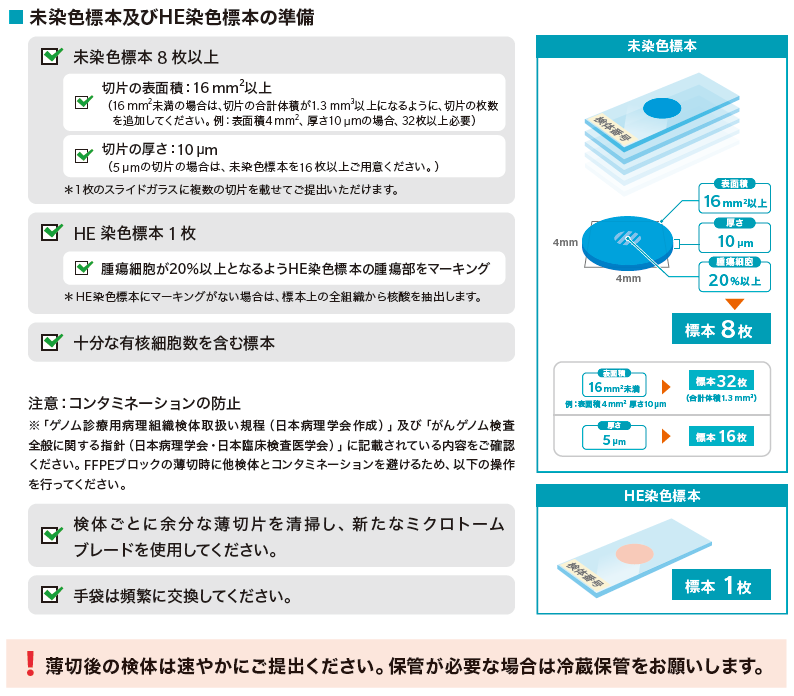 未染色標本及びHE染色標本の準備
未染色標本 8 枚以上
切片の表面積：16 mm²以上
（16 mm²未満の場合は、切片の合計体積が1.3 mm³以上になるように、切片の枚数
を追加してください。例：表面積4 mm²、厚さ10 μmの場合、32枚以上必要）
切片の厚さ：10 μm
（5 μmの切片の場合は、未染色標本を16 枚以上ご用意ください。）
＊1枚のスライドガラスに複数の切片を載せてご提出いただけます。
HE 染色標本 1 枚
腫瘍細胞が20％以上となるようHE染色標本の腫瘍部をマーキング
＊HE染色標本にマーキングがない場合は、標本上の全組織から核酸を抽出します。
十分な有核細胞数を含む標本
注意：コンタミネーションの防止
※「ゲノム診療用病理組織検体取扱い規程（日本病理学会作成）」及び「がんゲノム検査
全般に関する指針（日本病理学会・日本臨床検査医学会）」に記載されている内容をご確認
ください。FFPEブロックの薄切時に他検体とコンタミネーションを避けるため、以下の操作
を行ってください。
検体ごとに余分な薄切片を清掃し、新たなミクロトーム
ブレードを使用してください。
手袋は頻繁に交換してください。
未染色標本
検体番号
表面積
16 mm²以上
厚さ
10 μm
腫瘍細胞
20％以上
4mm
4mm
標本 8 枚
表面積
16 mm²未満
例：表面積4mm² 厚さ10μm
標本 32 枚
（合計体積1.3 mm³）
厚さ
5 μm
標本 16 枚
HE染色標本
検体番号
標本 1 枚
！薄切後の検体は速やかにご提出ください。保管が必要な場合は冷蔵保管をお願いします。